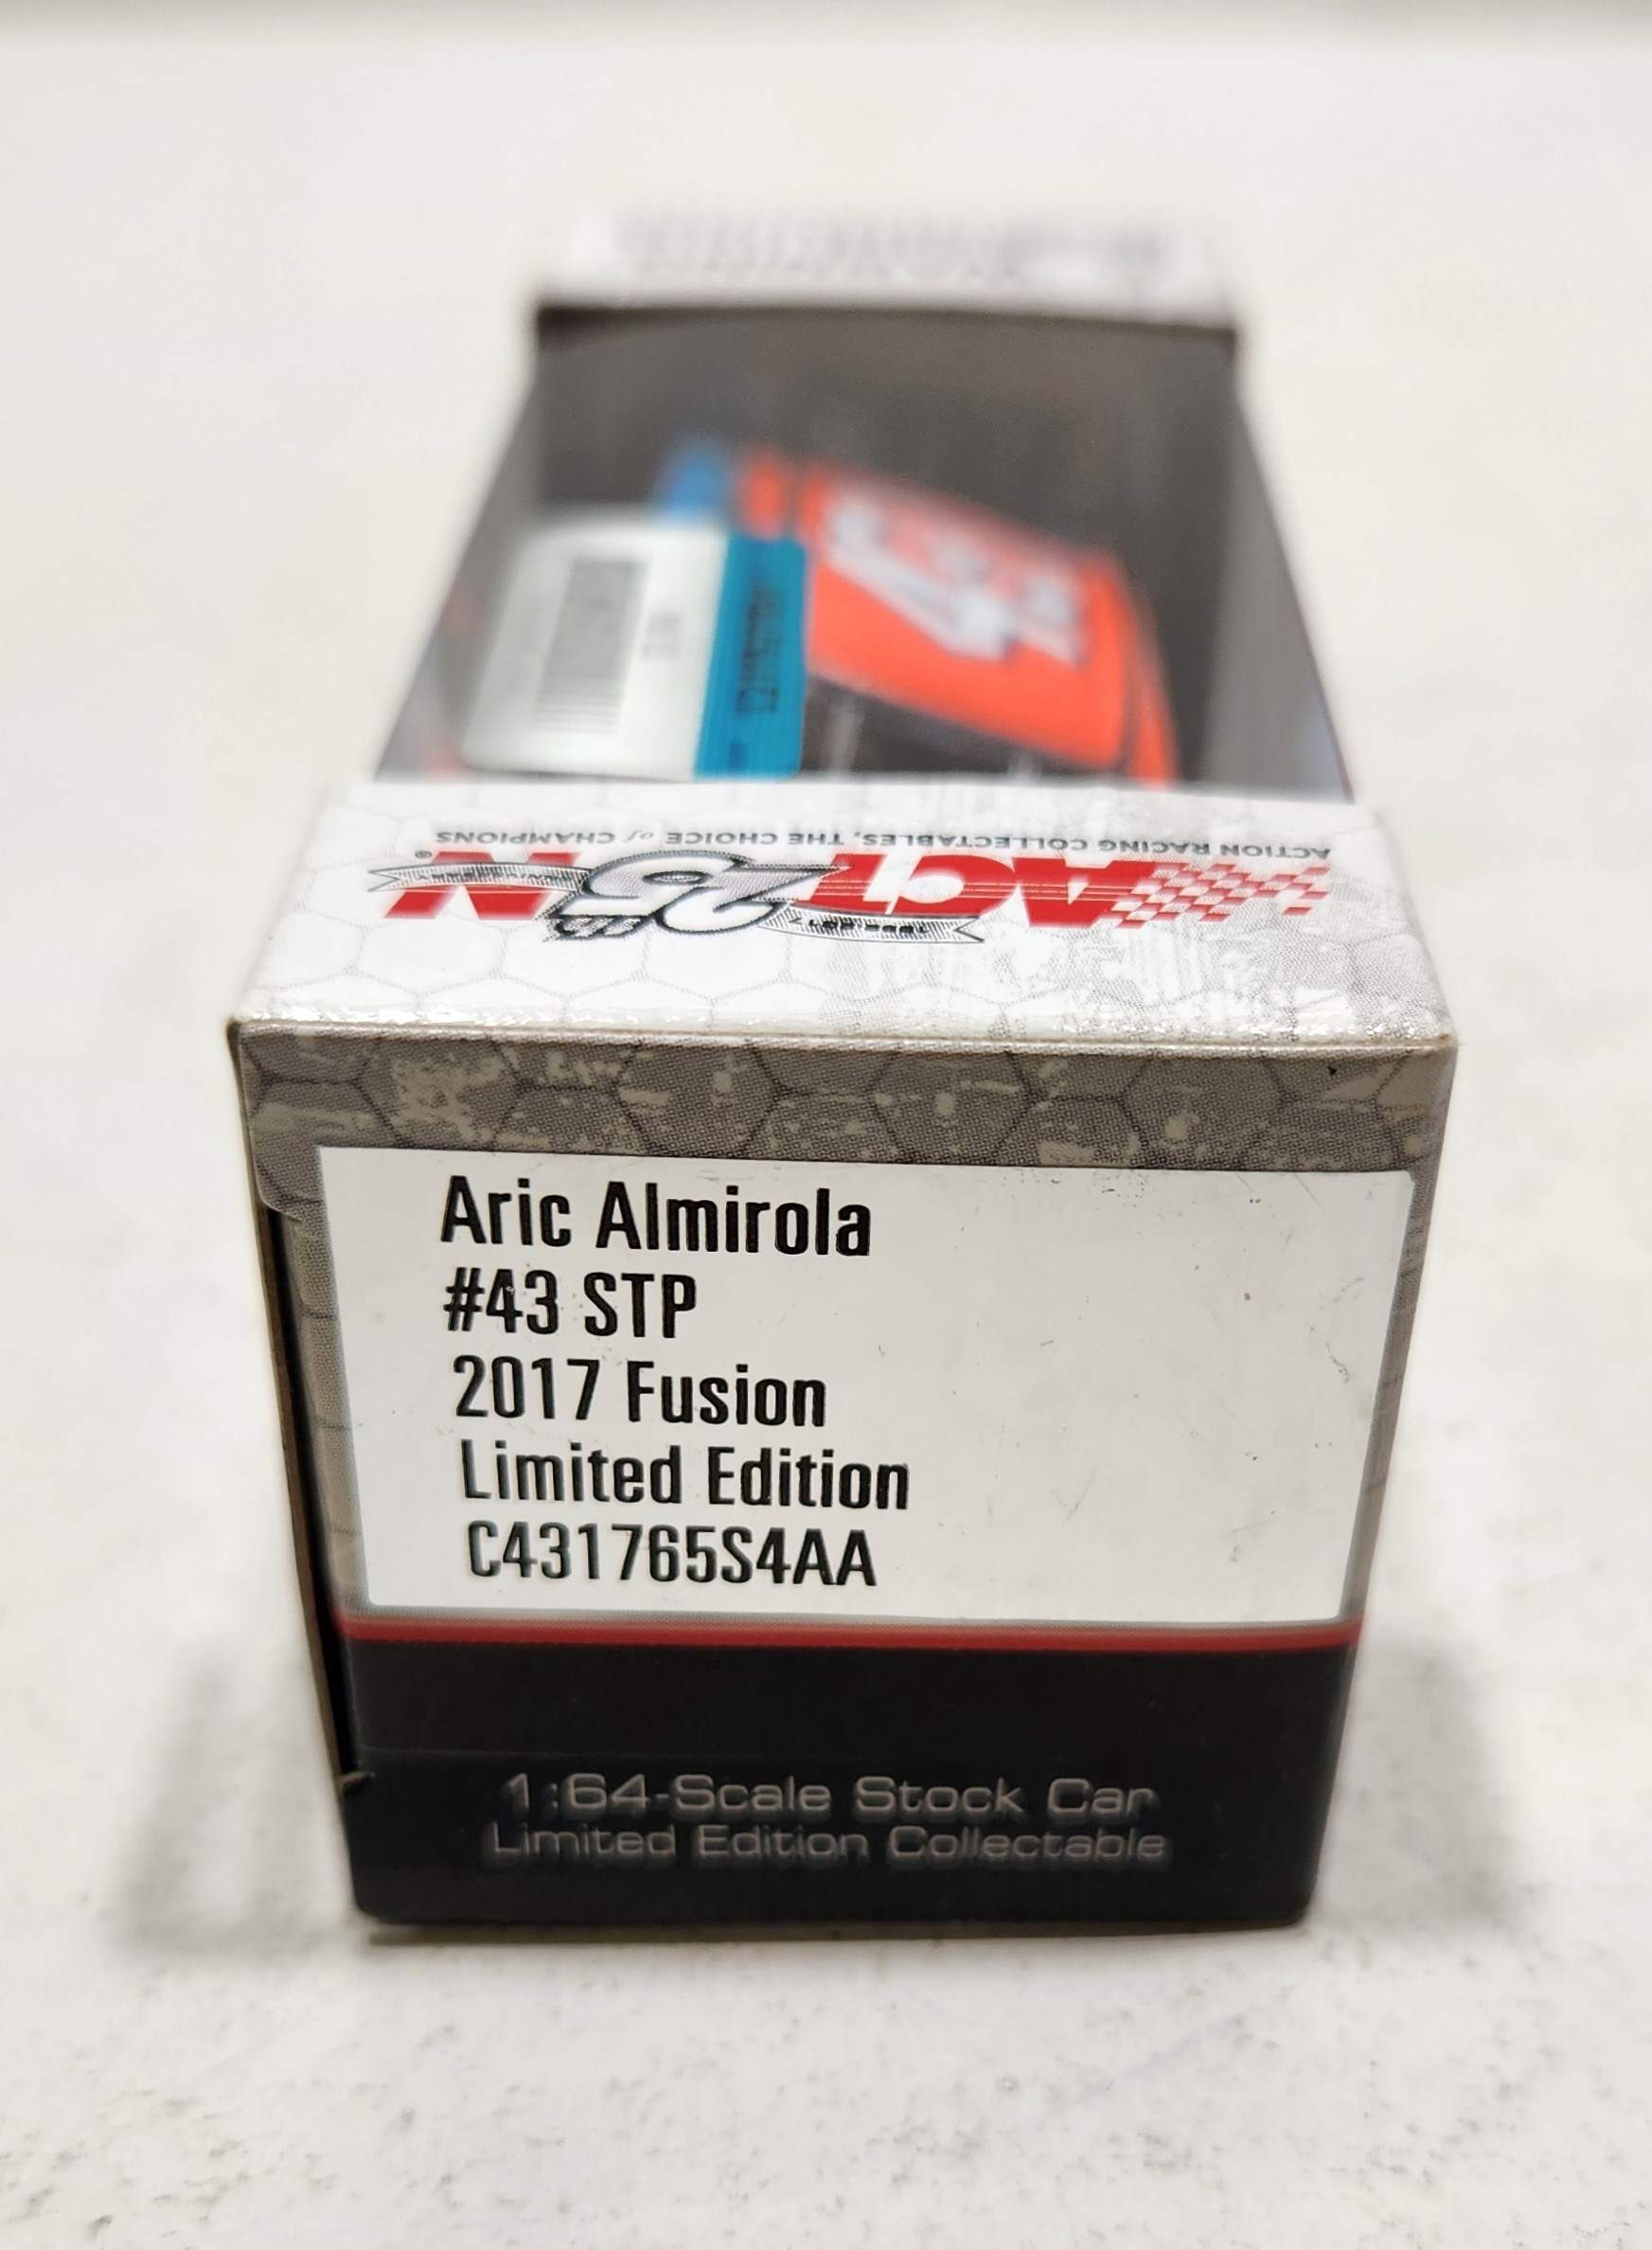 ACTION RACING COLLECTABLES, THE CHOICE of CHAMPIONS
ACTION
25
Aric Almirola
#43 STP
2017 Fusion
Limited Edition
C431765S4AA
1:64-Scale Stock Car
Limited Edition Collectable